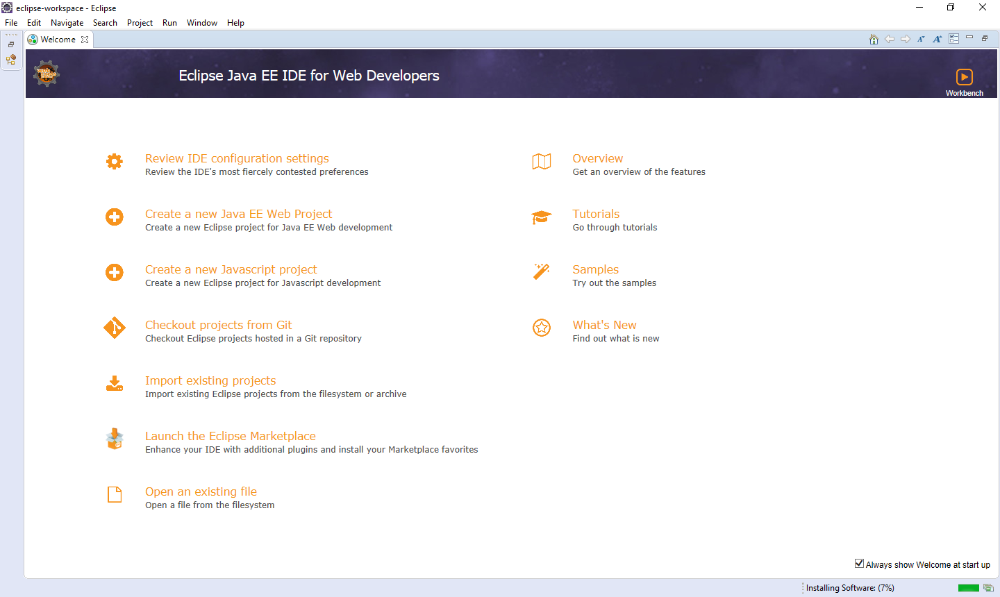 eclipse-workspace - Eclipse
File Edit Navigate Search Project Run Window Help
Welcome
Eclipse Java EE IDE for Web Developers
Workbench
Review IDE configuration settings
Review the IDE's most fiercely contested preferences
Create a new Java EE Web Project
Create a new Eclipse project for Java EE Web development
Create a new Javascript project
Create a new Eclipse project for Javascript development
Checkout projects from Git
Checkout Eclipse projects hosted in a Git repository
Import existing projects
Import existing Eclipse projects from the filesystem or archive
Launch the Eclipse Marketplace
Enhance your IDE with additional plugins and install your Marketplace favorites
Open an existing file
Open a file from the filesystem
Overview
Get an overview of the features
Tutorials
Go through tutorials
Samples
Try out the samples
What's New
Find out what is new
Always show Welcome at start up
Installing Software: (7%)